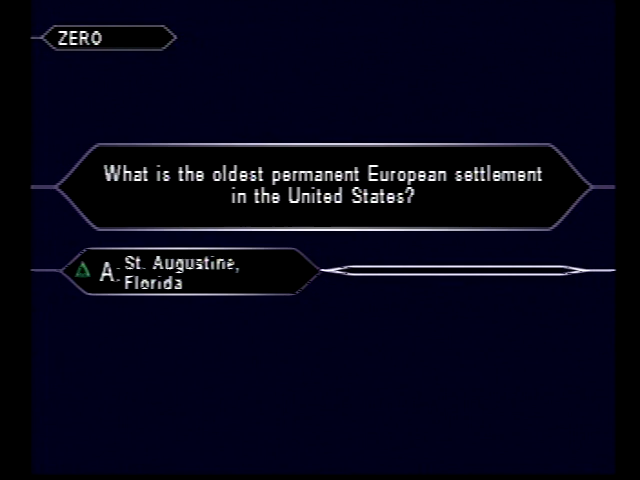 ZERO
What is the oldest permanent European settlement
in the United States?
A: St. Augustine,
Florida